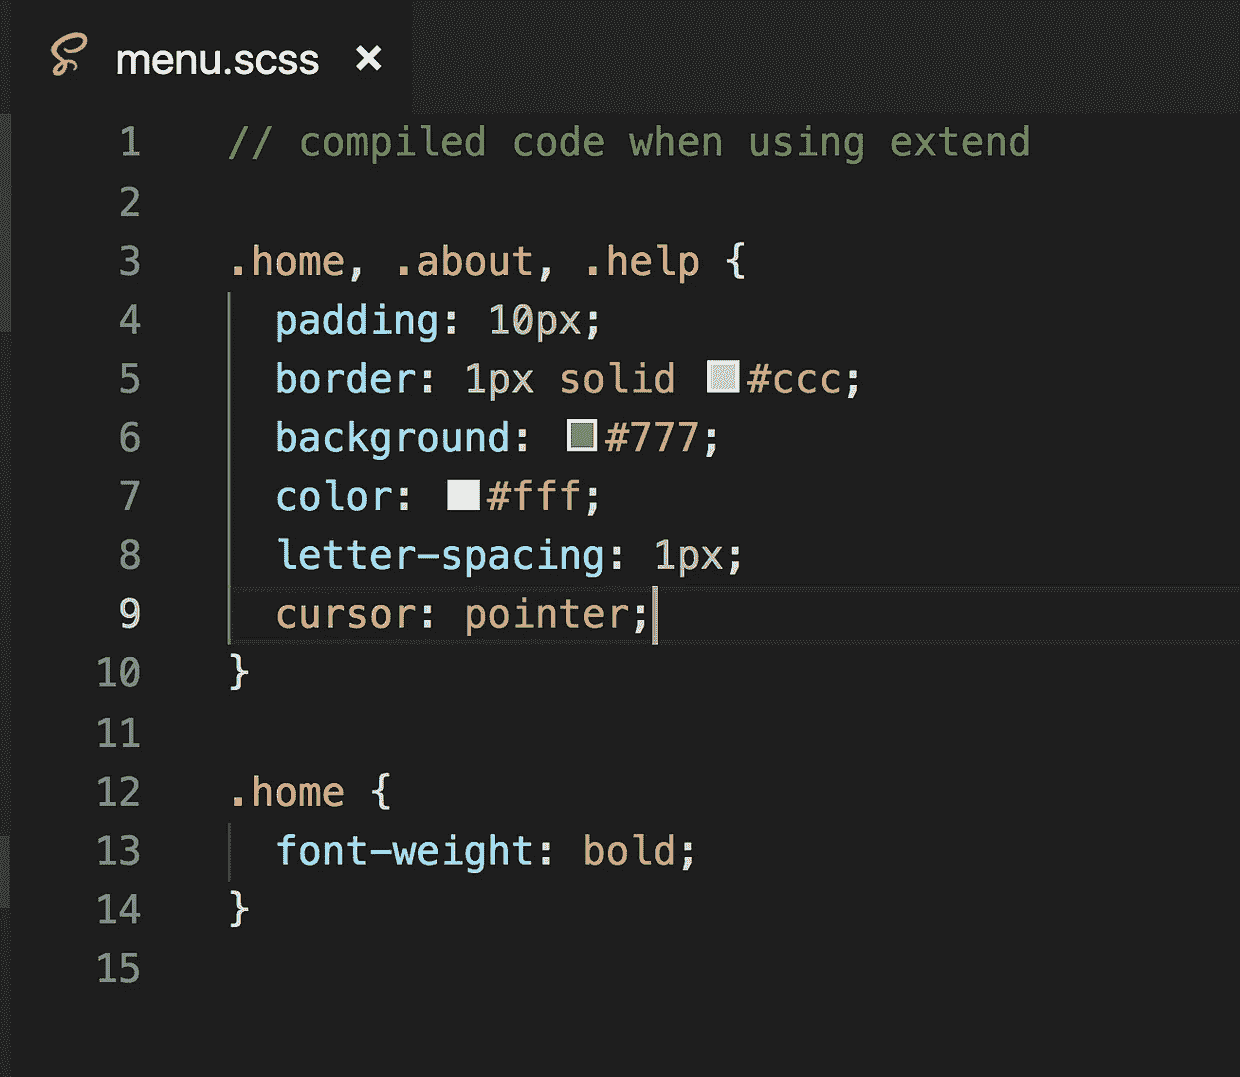 menu.scss ×
1 // compiled code when using extend
2
3 .home, .about, .help {
4 padding: 10px;
5 border: 1px solid #ccc;
6 background: #777;
7 color: #fff;
8 letter-spacing: 1px;
9 cursor: pointer;
10 }
11
12 .home {
13 font-weight: bold;
14 }
15